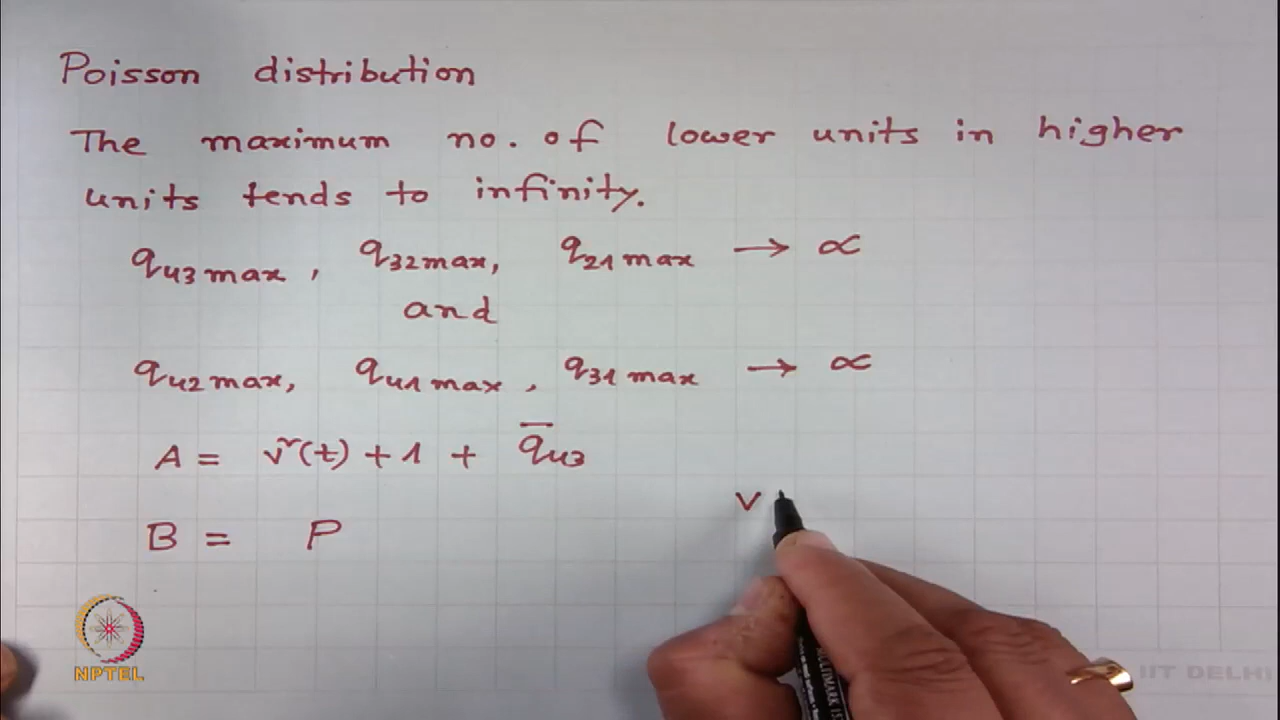 Poisson distribution
The maximum no. of lower units in higher
units tends to infinity.
q43max, q32max, q21max → ∝
and
q42max, q41max, q31max → ∝
A = v(t) + 1 + q̅43
B = P
V
NPTEL
IIT DELHI